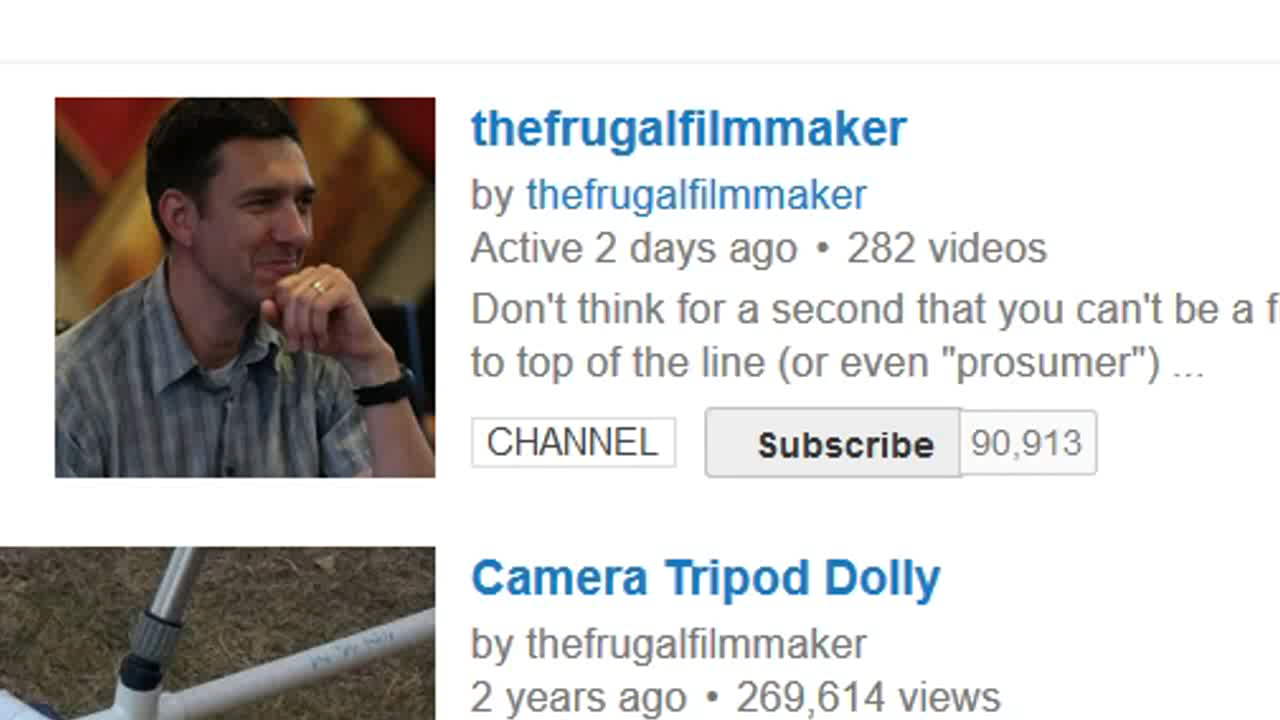 thefrugalfilmmaker
by thefrugalfilmmaker
Active 2 days ago • 282 videos
Don't think for a second that you can't be a f
to top of the line (or even "prosumer") ...
CHANNEL
Subscribe 90,913
Camera Tripod Dolly
by thefrugalfilmmaker
2 years ago • 269,614 views